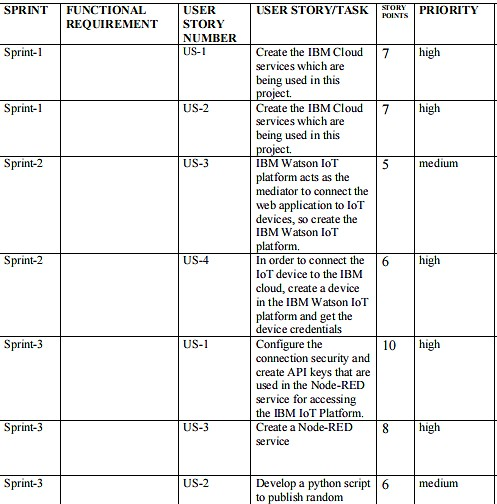 SPRINT FUNCTIONAL REQUIREMENT USER STORY NUMBER USER STORY/TASK STORY POINTS PRIORITY
Sprint-1 US-1 Create the IBM Cloud 7 high
services which are
being used in this
project.
Sprint-1 US-2 Create the IBM Cloud 7 high
services which are
being used in this
project.
Sprint-2 US-3 IBM Watson IoT 5 medium
platform acts as the
mediator to connect the
web application to IoT
devices, so create the
IBM Watson IoT
platform.
Sprint-2 US-4 In order to connect the 6 high
IoT device to the IBM
cloud, create a device
in the IBM Watson IoT
platform and get the
device credentials
Sprint-3 US-1 Configure the 10 high
connection security and
create API keys that are
used in the Node-RED
service for accessing
the IBM IoT Platform.
Sprint-3 US-3 Create a Node-RED 8 high
service
Sprint-3 US-2 Develop a python script 6 medium
to publish random